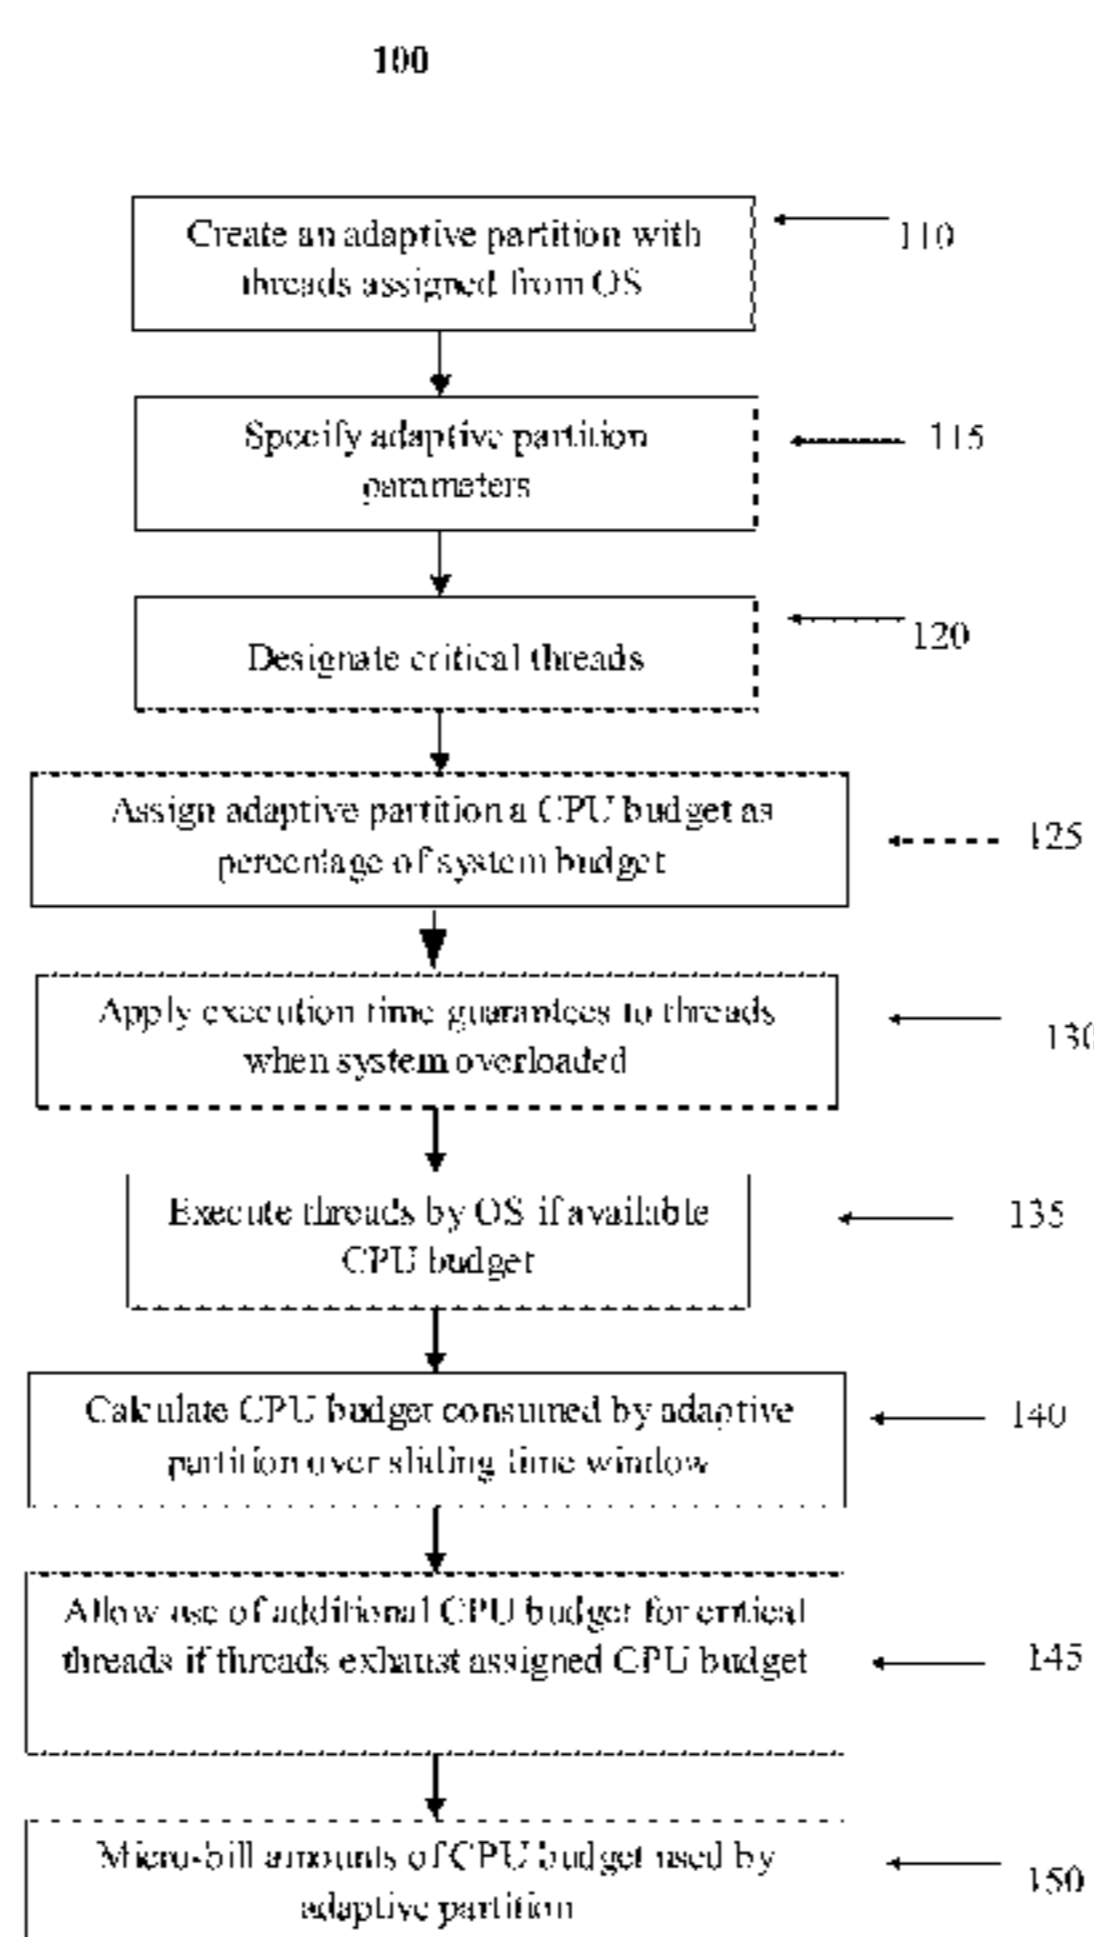 100
Create an adaptive partition with
threads assigned from OS
110
Specify adaptive partition
parameters
115
Designate critical threads
120
Assign adaptive partition a CPU budget as
percentage of system budget
125
Apply execution time guarantees to threads
when system overloaded
130
Execute threads by OS if available
CPU budget
135
Calculate CPU budget consumed by adaptive
partition over sliding time window
140
Allow use of additional CPU budget for critical
threads if threads exhaust assigned CPU budget
145
Micro-bill amounts of CPU budget used by
adaptive partition
150